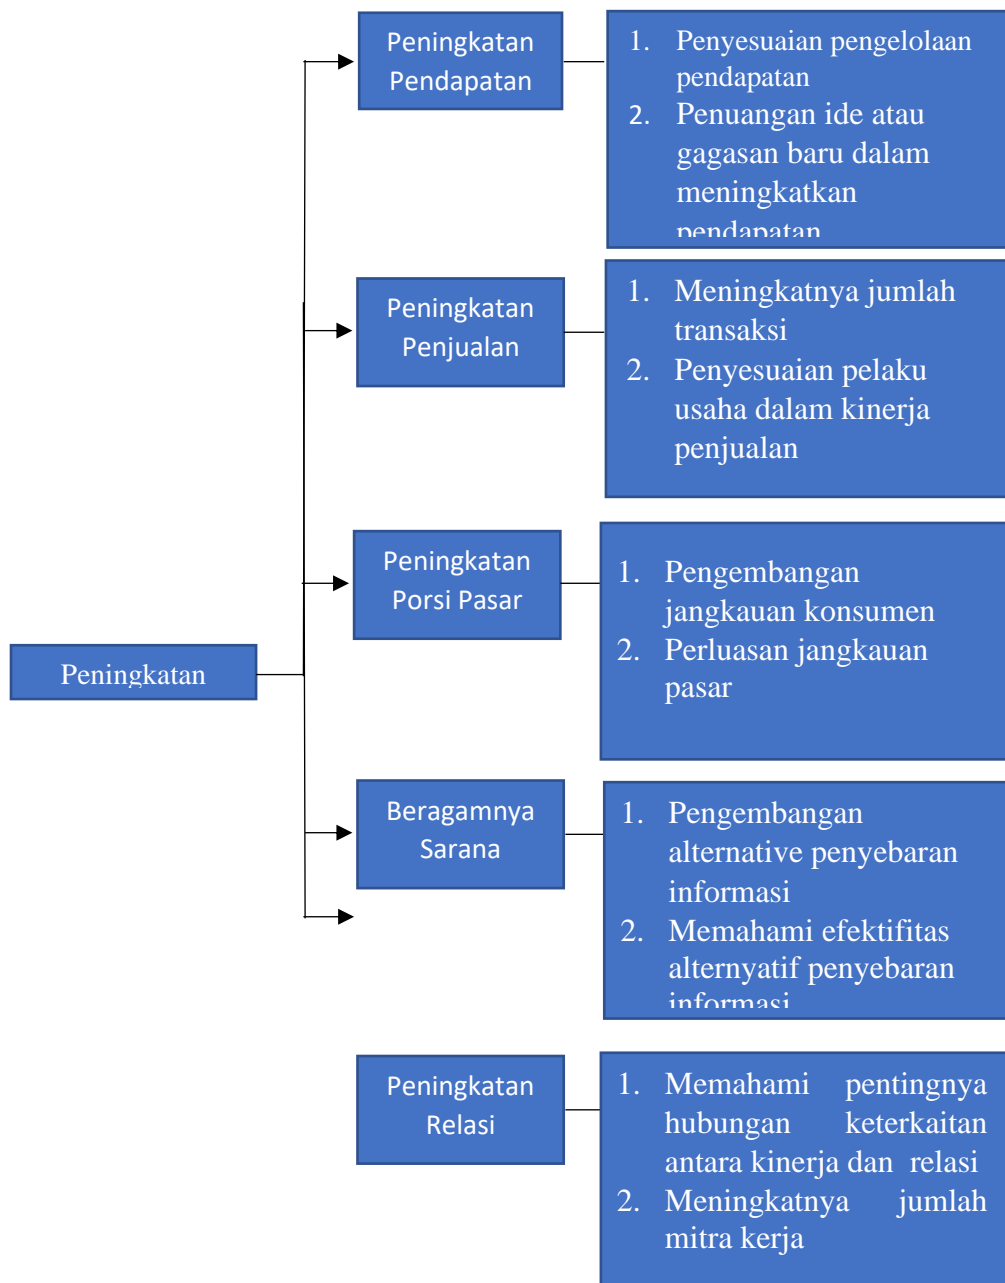 Peningkatan
Pendapatan
1. Penyesuaian pengelolaan
pendapatan
2. Penuangan ide atau
gagasan baru dalam
meningkatkan
pendapatan
Peningkatan
Penjualan
1. Meningkatnya jumlah
transaksi
2. Penyesuaian pelaku
usaha dalam kinerja
penjualan
Peningkatan
Porsi Pasar
1. Pengembangan
jangkauan konsumen
2. Perluasan jangkauan
pasar
Peningkatan
Beragamnya
Sarana
1. Pengembangan
alternative penyebaran
informasi
2. Memahami efektifitas
alternyatif penyebaran
informasi
Peningkatan
Relasi
1. Memahami pentingnya
hubungan keterkaitan
antara kinerja dan relasi
2. Meningkatnya jumlah
mitra kerja